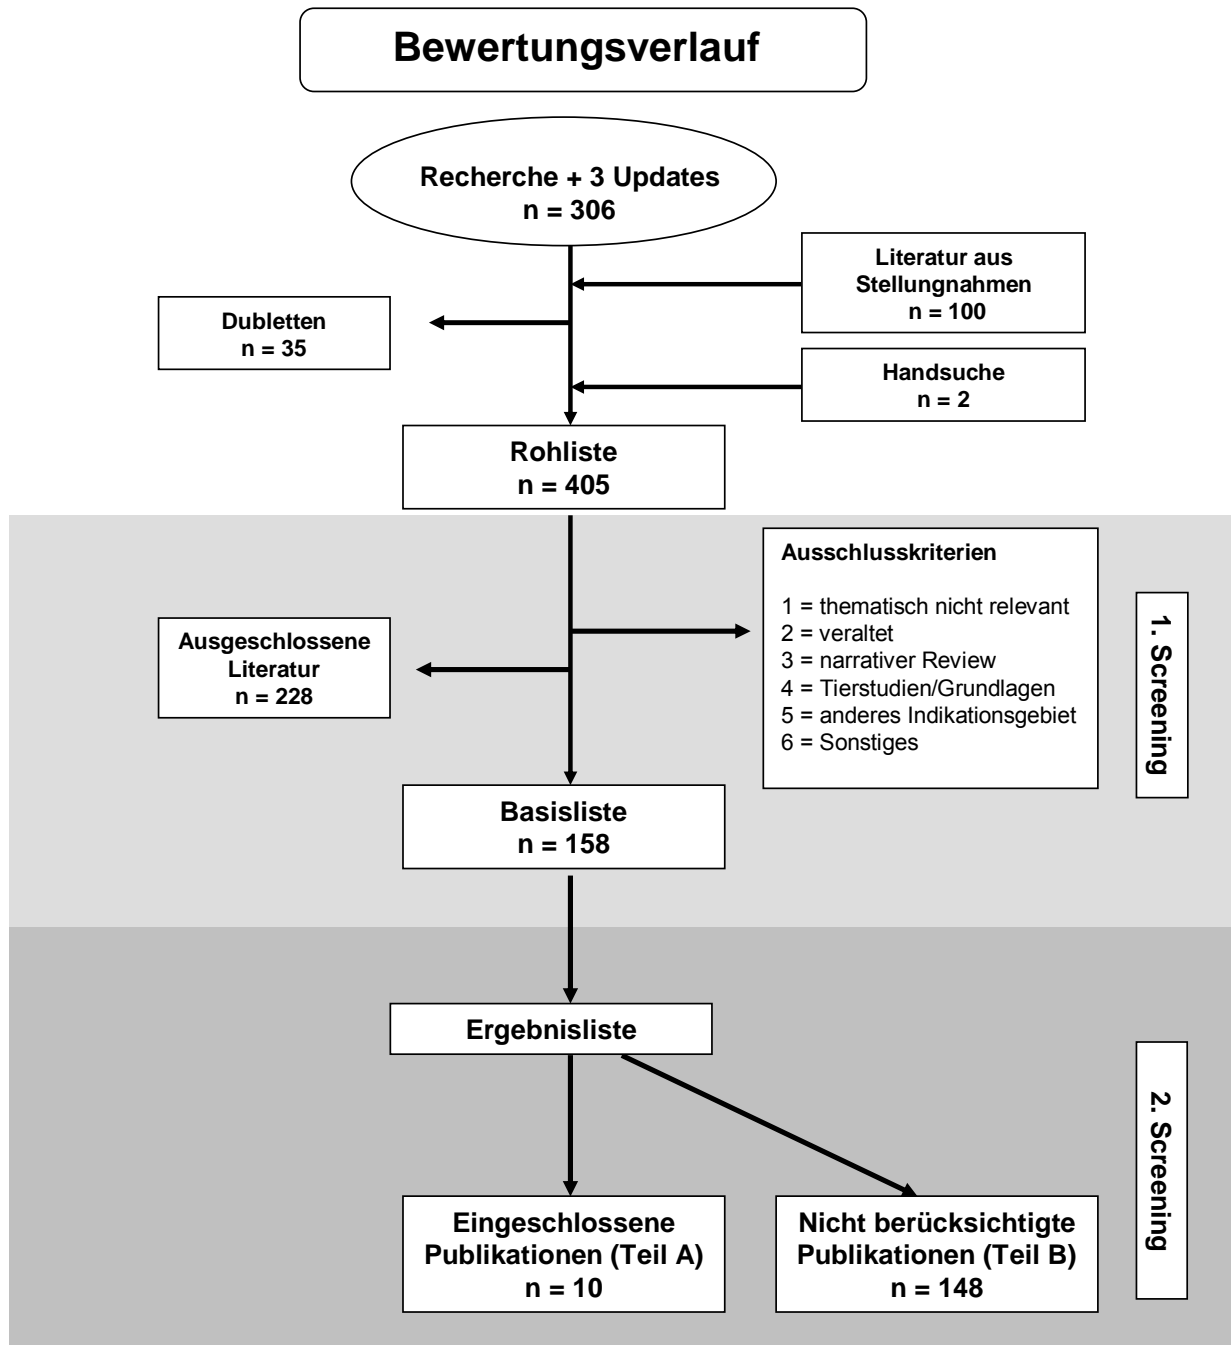 Bewertungsverlauf
Recherche + 3 Updates
n = 306
Literatur aus
Stellungnahmen
n = 100
Dubletten
n = 35
Handsuche
n = 2
Rohliste
n = 405
Ausschlusskriterien
1 = thematisch nicht relevant
2 = veraltet
3 = narrativer Review
4 = Tierstudien/Grundlagen
5 = anderes Indikationsgebiet
6 = Sonstiges
1. Screening
Ausgeschlossene
Literatur
n = 228
Basisliste
n = 158
Ergebnisliste
2. Screening
Eingeschlossene
Publikationen (Teil A)
n = 10
Nicht berücksichtigte
Publikationen (Teil B)
n = 148